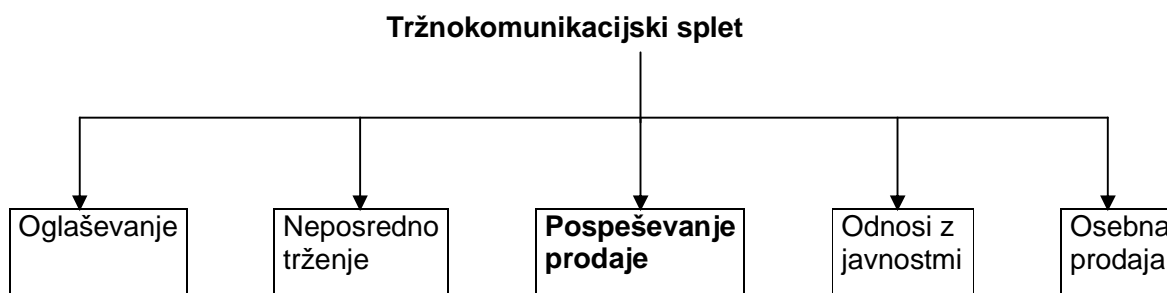 Tržnokomunikacijski splet
Oglaševanje
Neposredno
trženje
Pospeševanje
prodaje
Odnosi z
javnostmi
Osebna
prodaja